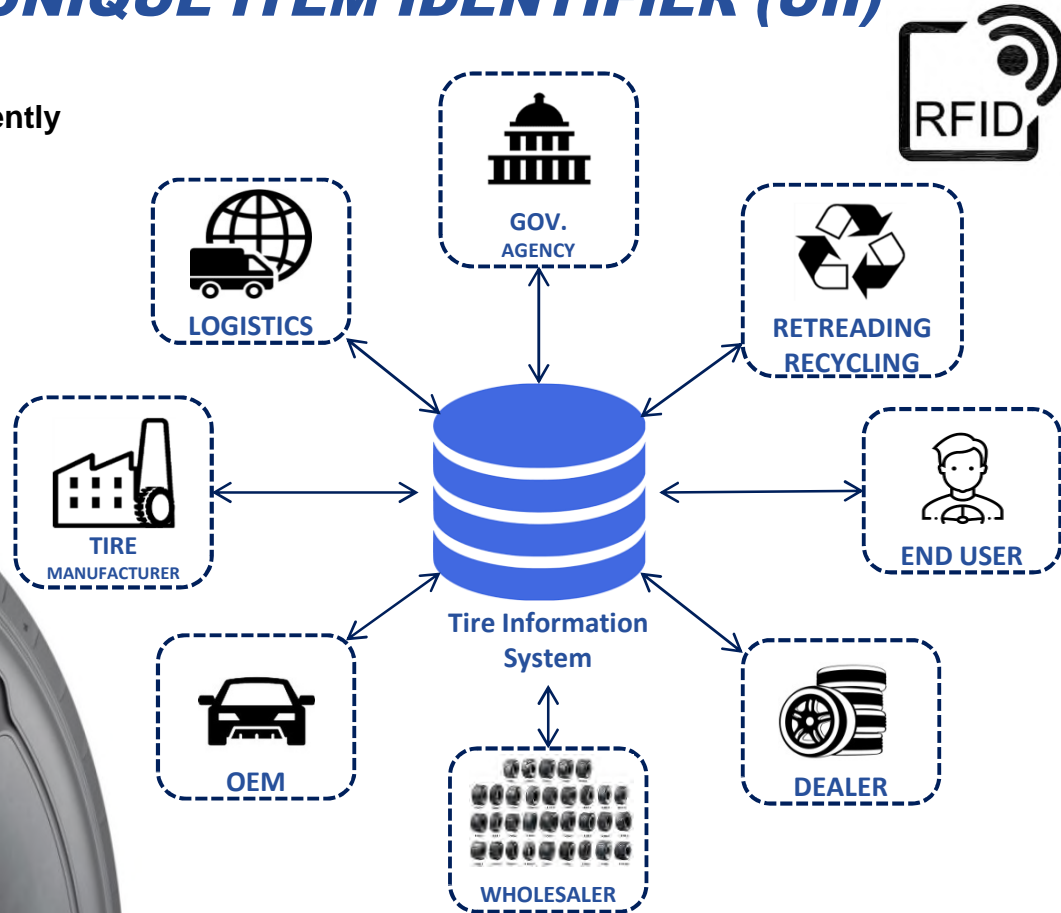 UNIQUE ITEM IDENTIFIER (UII)
RFID
GOV.
AGENCY
LOGISTICS
RETREADING
RECYCLING
TIRE
MANUFACTURER
END USER
Tire Information
System
OEM
DEALER
WHOLESALER